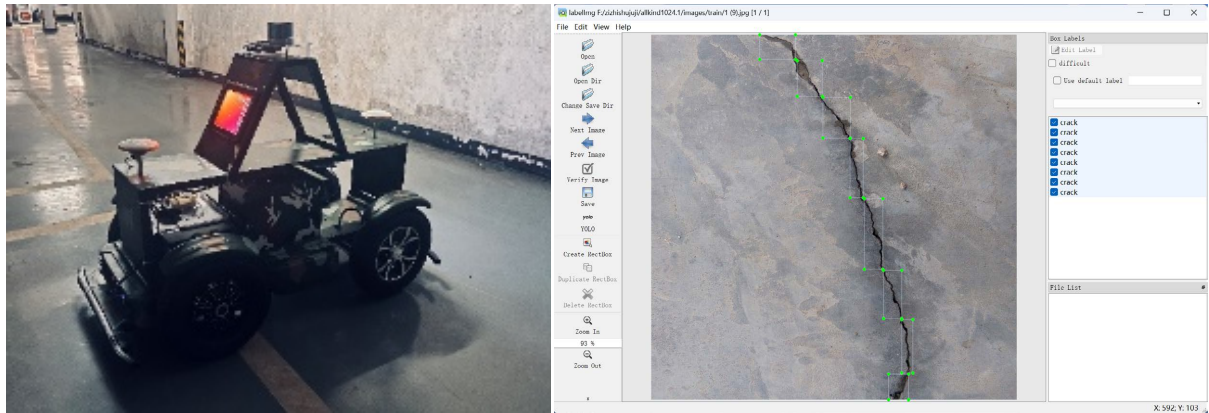 labelImg F:/zizhishujuji/allkind1024.1/images/train/1 (9).jpg [1 / 1]
File Edit View Help
Open
Open Dir
Change Save Dir
Next Image
Prev Image
Verify Image
Save
yolo
YOLO
Create RectBox
Duplicate RectBox
Delete RectBox
Zoom In
93 %
Zoom Out
Box Labels
Edit Label
difficult
Use default label
crack
crack
crack
crack
crack
crack
crack
crack
File List
X: 592; Y: 103